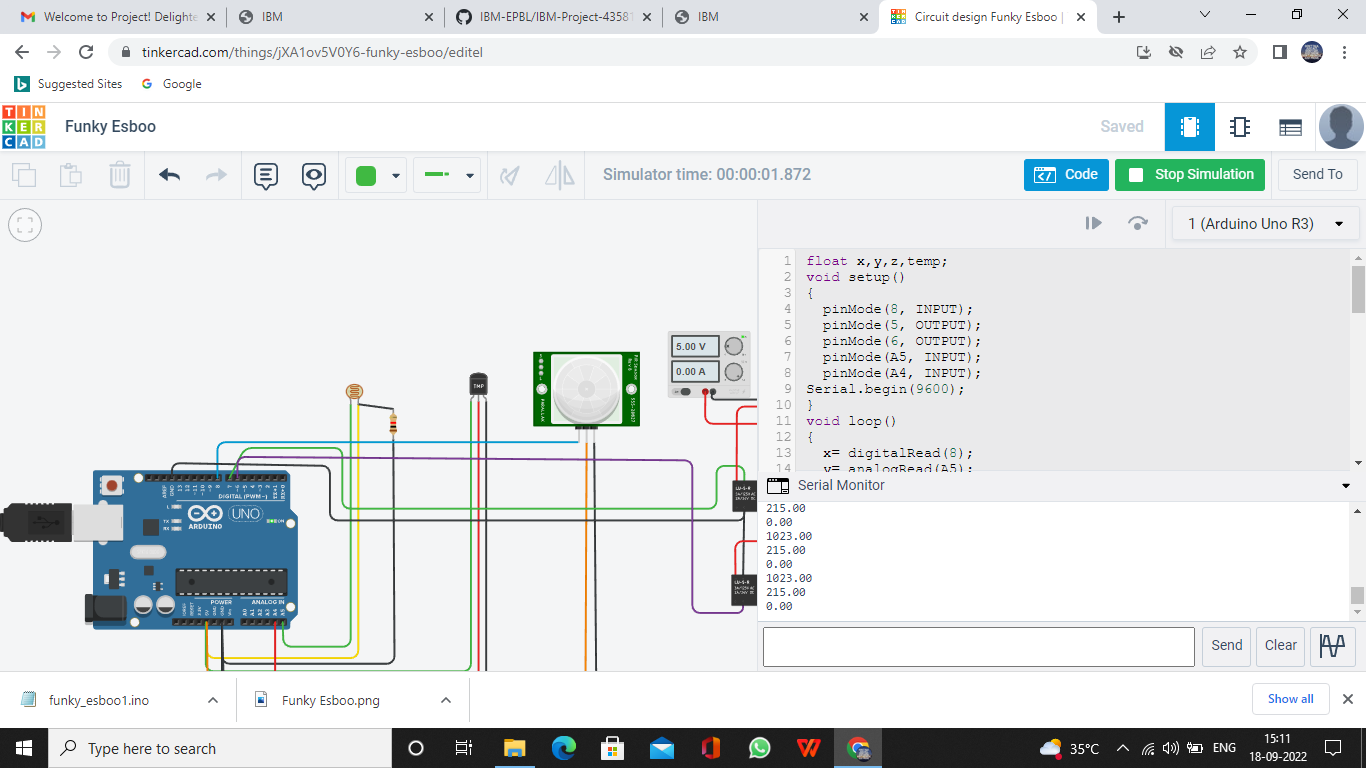 Welcome to Project! Delighte
IBM
IBM-EPBL/IBM-Project-43581
IBM
Circuit design Funky Esboo |
tinkercad.com/things/jXA1ov5V0Y6-funky-esboo/editel
Suggested Sites
Google
TIN
KER
CAD
Funky Esboo
Saved
Simulator time: 00:00:01.872
Code
Stop Simulation
Send To
1 (Arduino Uno R3)
1 float x,y,z,temp;
2 void setup()
3 {
4 pinMode(8, INPUT);
5 pinMode(5, OUTPUT);
6 pinMode(6, OUTPUT);
7 pinMode(A5, INPUT);
8 pinMode(A4, INPUT);
9 Serial.begin(9600);
10 }
11 void loop()
12 {
13 x= digitalRead(8);
14 y= analogRead(A5);
5.00 V
0.00 A
TMP
DIGITAL (PWM~)
UNO
ARDUINO
POWER
ANALOG IN
Serial Monitor
215.00
0.00
1023.00
215.00
0.00
1023.00
215.00
0.00
Send
Clear
funky_esboo1.ino
Funky Esboo.png
Show all
Type here to search
35°C
ENG
15:11
18-09-2022